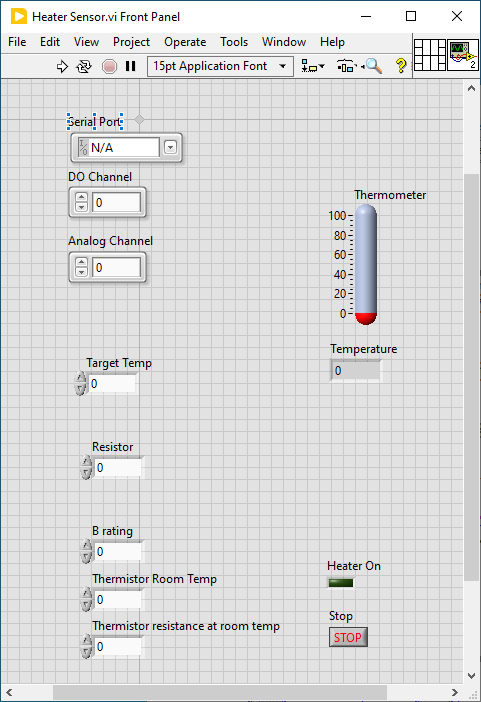 Heater Sensor.vi Front Panel
File Edit View Project Operate Tools Window Help
15pt Application Font
? 2
Serial Port
I/O N/A
DO Channel
0
Analog Channel
0
Thermometer
100
80
60
40
20
0
Temperature
0
Target Temp
0
Resistor
0
B rating
0
Thermistor Room Temp
0
Thermistor resistance at room temp
0
Heater On
Stop
STOP